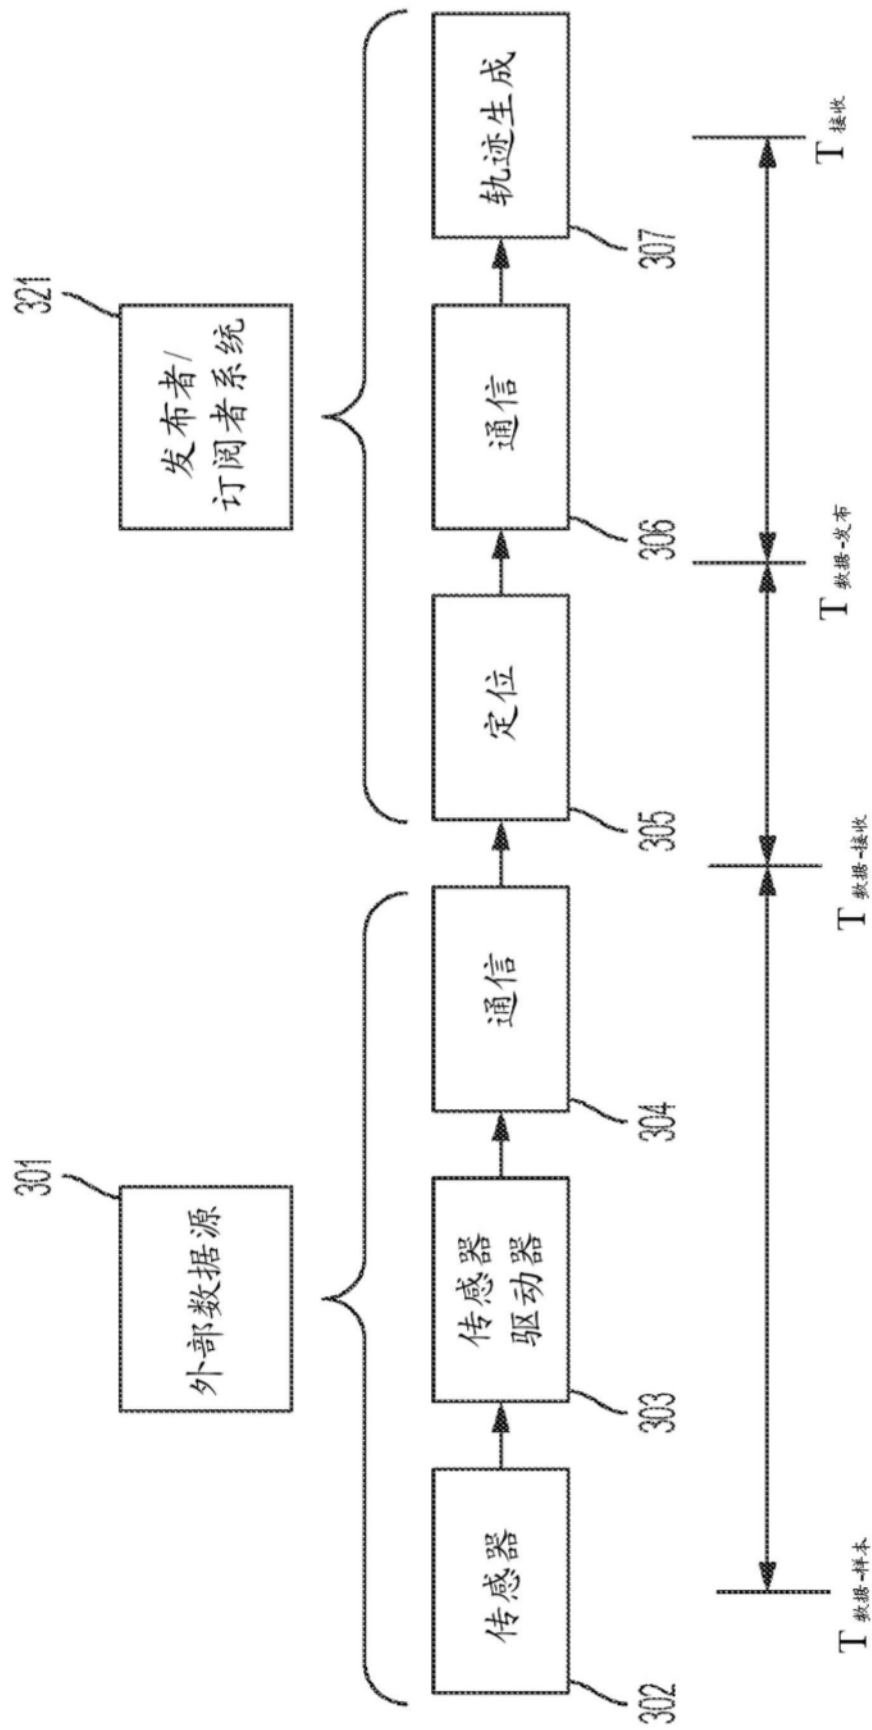 301
外部数据源
321
发布者/
订阅者系统
传感器
302
传感器
驱动器
303
通信
304
定位
305
通信
306
轨迹生成
307
T数据-样本
T数据-接收
T数据-发布
T接收